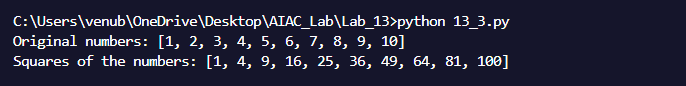 C:\Users\venub\OneDrive\Desktop\AIAC_Lab\Lab_13>python 13_3.py
Original numbers: [1, 2, 3, 4, 5, 6, 7, 8, 9, 10]
Squares of the numbers: [1, 4, 9, 16, 25, 36, 49, 64, 81, 100]